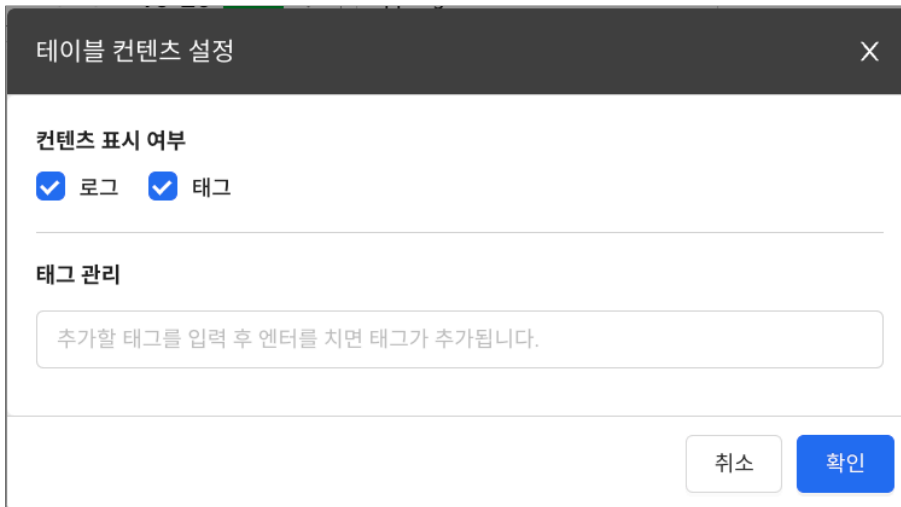 테이블 컨텐츠 설정
컨텐츠 표시 여부
로그 태그
태그 관리
추가할 태그를 입력 후 엔터를 치면 태그가 추가됩니다.
취소 확인